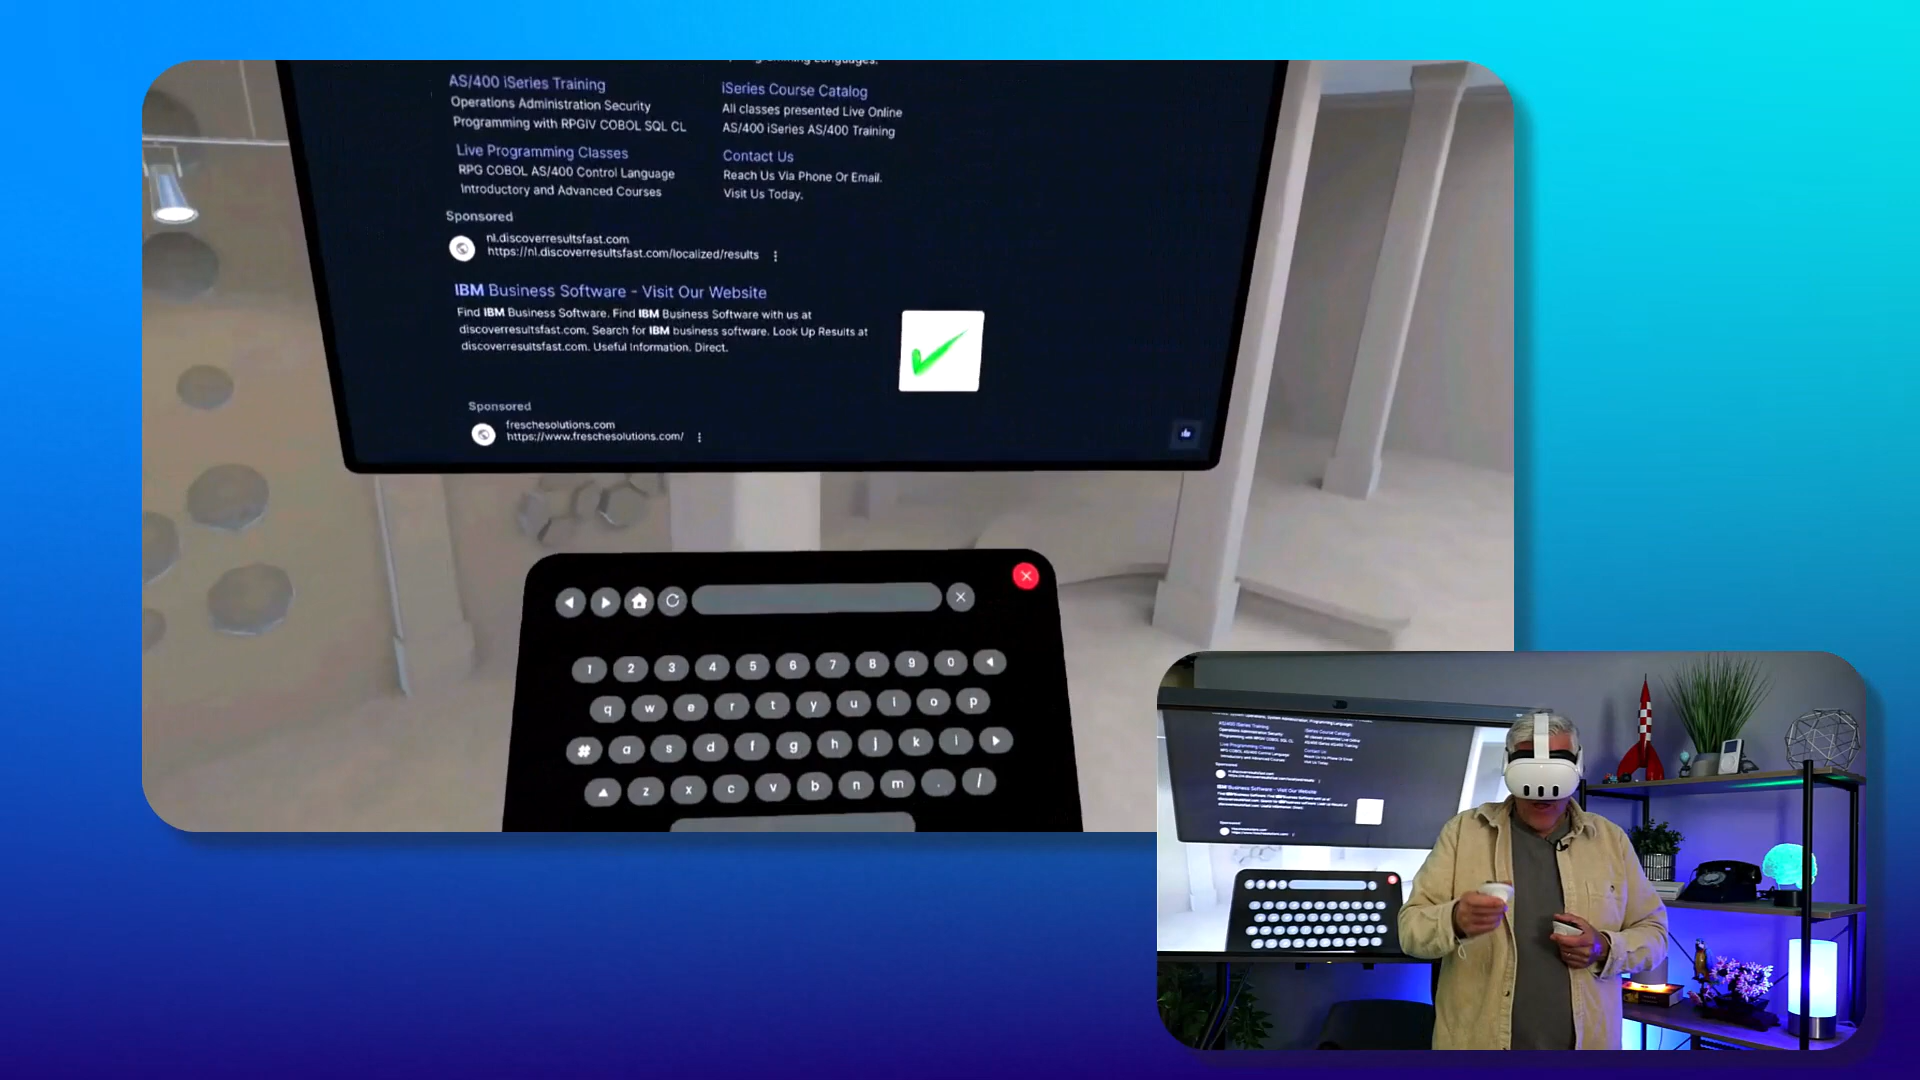 AS/400 iSeries Training
Operations Administration Security
Programming with RPGIV COBOL SQL CL
iSeries Course Catalog
All classes presented Live Online
AS/400 iSeries AS/400 Training
Live Programming Classes
RPG COBOL AS/400 Control Language
Introductory and Advanced Courses
Contact Us
Reach Us Via Phone Or Email.
Visit Us Today.
Sponsored
nl.discoverresultsfast.com
https://nl.discoverresultsfast.com/localized/results
IBM Business Software - Visit Our Website
Find IBM Business Software. Find IBM Business Software with us at
discoverresultsfast.com. Search for IBM business software. Look Up Results at
discoverresultsfast.com. Useful Information. Direct.
Sponsored
freschesolutions.com
https://www.freschesolutions.com/
1 2 3 4 5 6 7 8 9 0
q w e r t y u i o p
# a s d f g h j k l
z x c v b n m . /